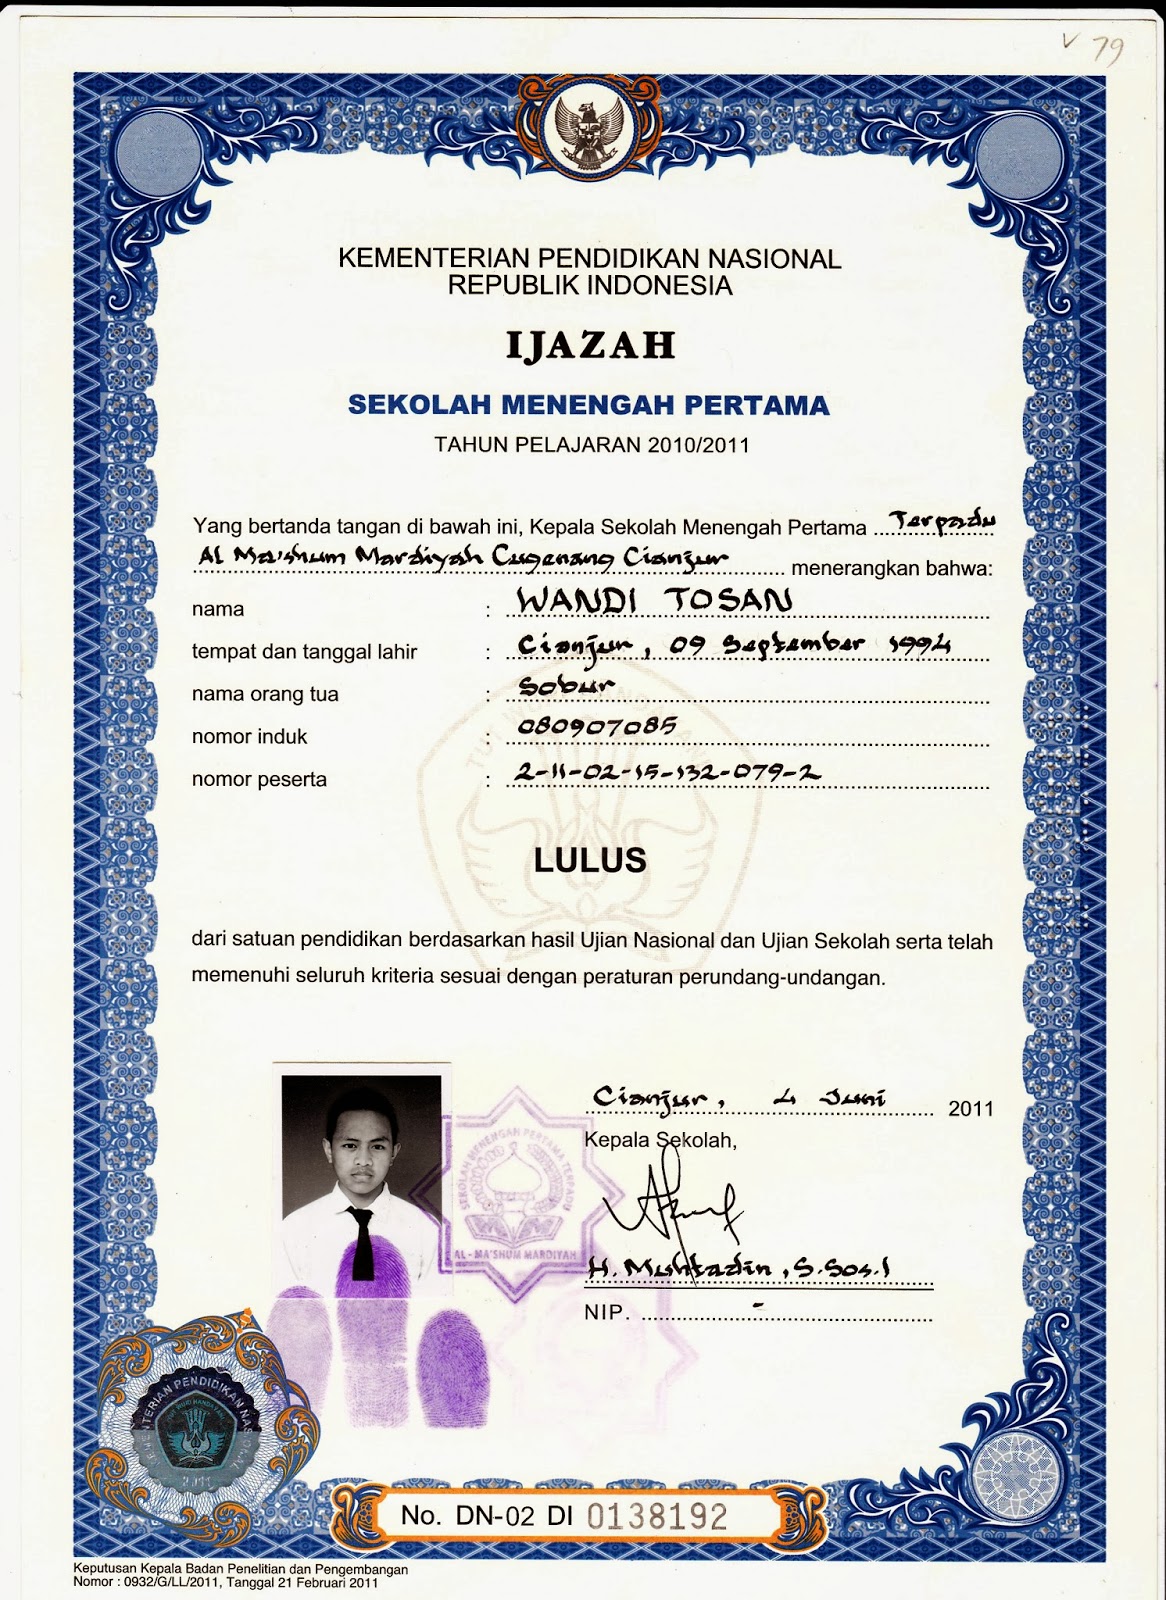 V 79
KEMENTERIAN PENDIDIKAN NASIONAL
REPUBLIK INDONESIA
IJAZAH
SEKOLAH MENENGAH PERTAMA
TAHUN PELAJARAN 2010/2011
Yang bertanda tangan di bawah ini, Kepala Sekolah Menengah Pertama Terpadu
Al Ma'shum Mardiyah Cugenang Cianjur menerangkan bahwa:
nama : WANDI TOSAN
tempat dan tanggal lahir : Cianjur, 09 September 1994
nama orang tua : Sobur
nomor induk : 080907085
nomor peserta : 2-11-02-15-132-079-2
LULUS
dari satuan pendidikan berdasarkan hasil Ujian Nasional dan Ujian Sekolah serta telah
memenuhi seluruh kriteria sesuai dengan peraturan perundang-undangan.
Cianjur, 4 Juni 2011
Kepala Sekolah,
SEKOLAH MENENGAH PERTAMA TERPADU
AL-MA'SHUM MARDIYAH
H. Muhtadin, S.Sos.I
NIP. -
KEMENTERIAN PENDIDIKAN NASIONAL
2011
No. DN-02 DI 0138192
Keputusan Kepala Badan Penelitian dan Pengembangan
Nomor : 0932/G/LL/2011, Tanggal 21 Februari 2011